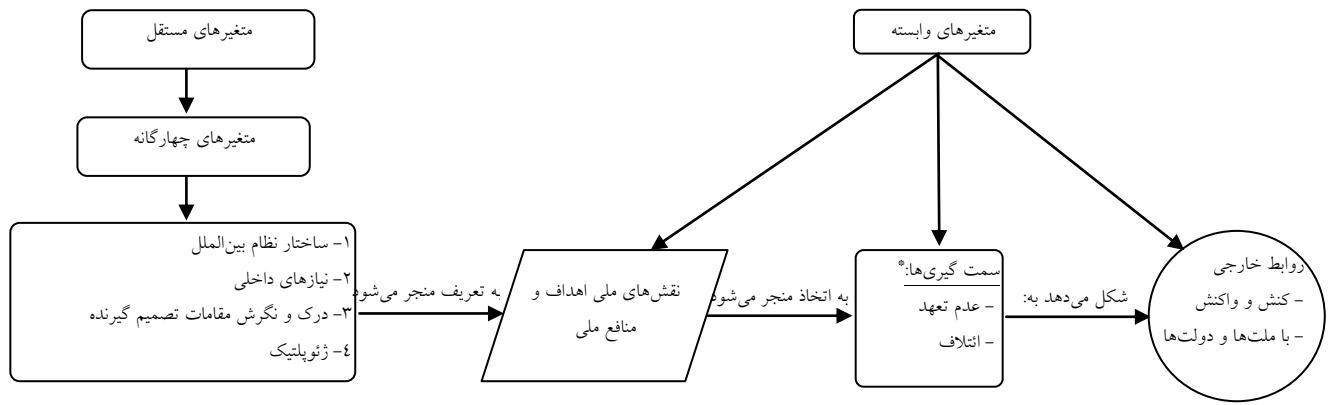 متغیرهای مستقل
متغیرهای چهارگانه
۱- ساختار نظام بین‌الملل
۲- نیازهای داخلی
۳- درک و نگرش مقامات تصمیم گیرنده
٤- ژئوپلتیک
به تعریف منجر می‌شود
نقش‌های ملی اهداف و
منافع ملی
به اتخاذ منجر می‌شود
متغیرهای وابسته
سمت گیری‌ها:*
- عدم تعهد
- ائتلاف
شکل می‌دهد به:
روابط خارجی
- کنش و واکنش
- با ملت‌ها و دولت‌ها